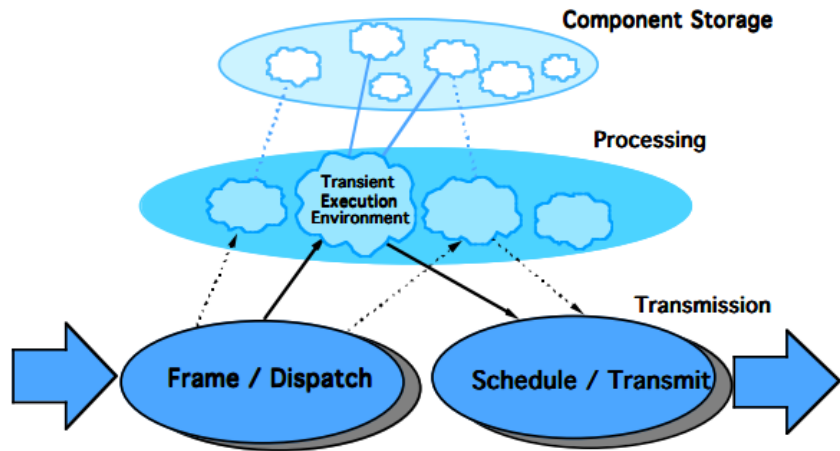 Component Storage
Processing
Transient
Execution
Environment
Transmission
Frame / Dispatch
Schedule / Transmit